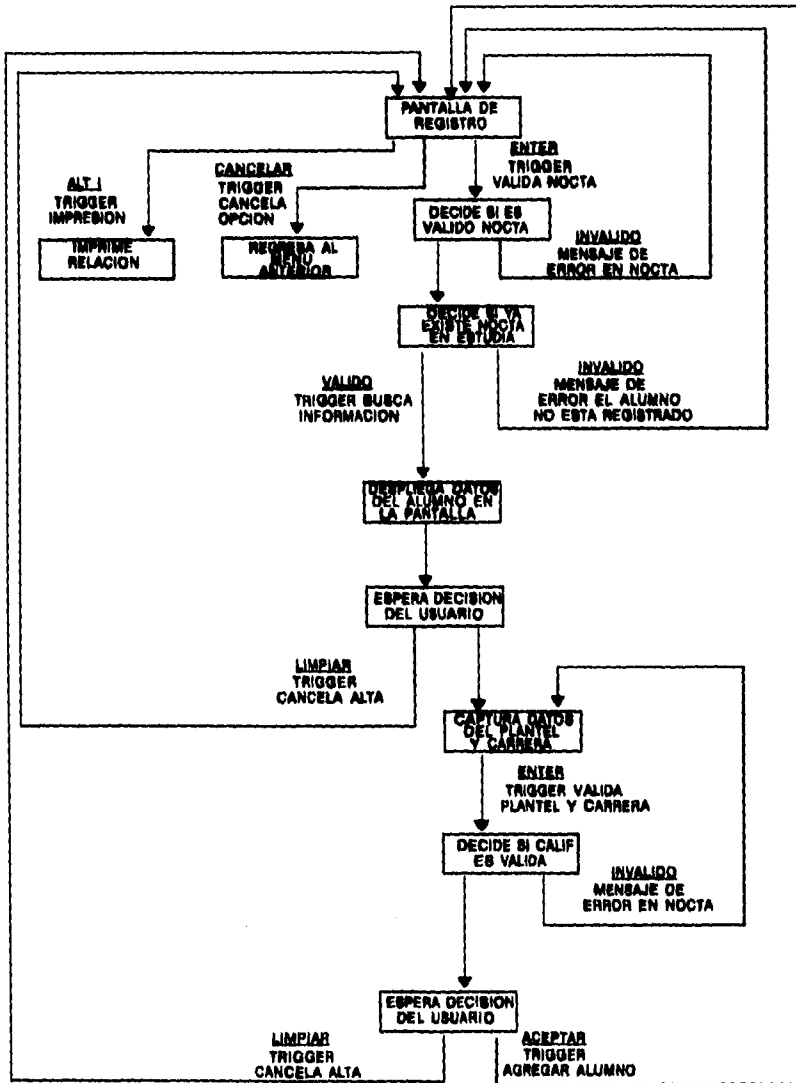 PANTALLA DE
REGISTRO
ALT I
TRIGGER
IMPRESION
CANCELAR
TRIGGER
CANCELA
OPCION
ENTER
TRIGGER
VALIDA NOCTA
IMPRIME
RELACION
REGRESA AL
MENU
ANTERIOR
DECIDE SI ES
VALIDO NOCTA
INVALIDO
MENSAJE DE
ERROR EN NOCTA
DECIDE SI YA
EXISTE NOCTA
EN ESTUDIA
VALIDO
TRIGGER BUSCA
INFORMACION
INVALIDO
MENSAJE DE
ERROR EL ALUMNO
NO ESTA REGISTRADO
DESPLIEGA DATOS
DEL ALUMNO EN
LA PANTALLA
ESPERA DECISION
DEL USUARIO
LIMPIAR
TRIGGER
CANCELA ALTA
CAPTURA DATOS
DEL PLANTEL
Y CARRERA
ENTER
TRIGGER VALIDA
PLANTEL Y CARRERA
DECIDE SI CALIF
ES VALIDA
INVALIDO
MENSAJE DE
ERROR EN NOCTA
ESPERA DECISION
DEL USUARIO
LIMPIAR
TRIGGER
CANCELA ALTA
ACEPTAR
TRIGGER
AGREGAR ALUMNO